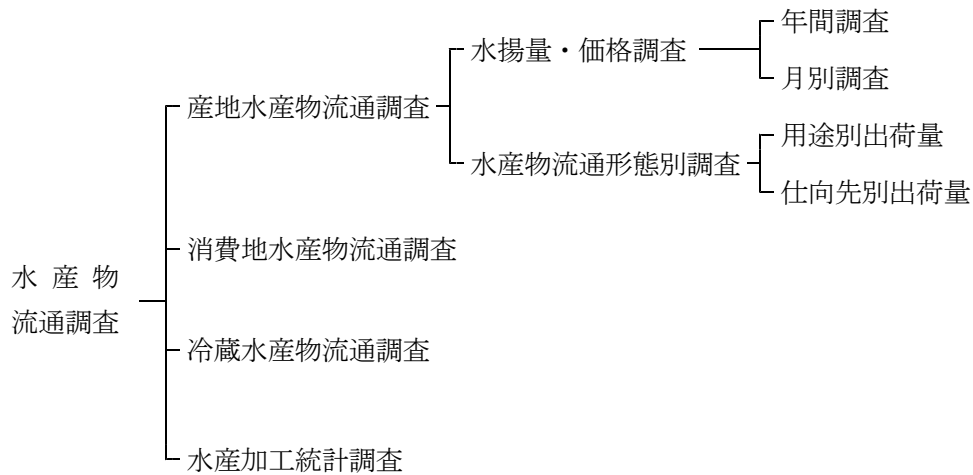 水産物
流通調査
産地水産物流通調査
水揚量・価格調査
年間調査
月別調査
水産物流通形態別調査
用途別出荷量
仕向先別出荷量
消費地水産物流通調査
冷蔵水産物流通調査
水産加工統計調査